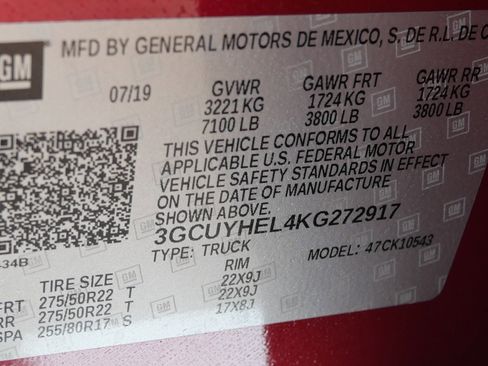 GM
MFD BY GENERAL MOTORS DE MEXICO, S. DE R.L. DE C
07/19 GVWR GAWR FRT GAWR RR
3221 KG 1724 KG 1724 KG
7100 LB 3800 LB 3800 LB
THIS VEHICLE CONFORMS TO ALL
APPLICABLE U.S. FEDERAL MOTOR
VEHICLE SAFETY STANDARDS IN EFFECT
ON THE DATE OF MANUFACTURE
SHOWN ABOVE.
3GCUYHEL4KG272917
434B TYPE: TRUCK MODEL: 47CK10543
TIRE SIZE RIM
FRT 275/50R22 T 22X9J
RR 275/50R22 T 22X9J
SPA 255/80R17 S 17X8J